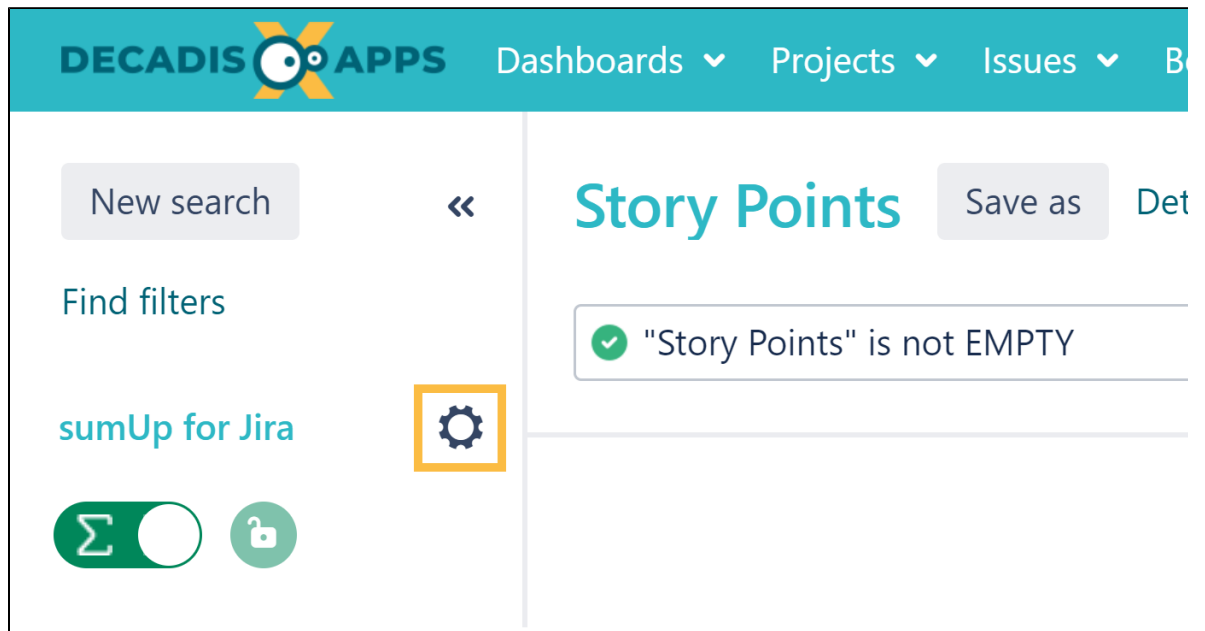 DECADIS APPS Dashboards Projects Issues
New search
Story Points Save as Det
Find filters
"Story Points" is not EMPTY
sumUp for Jira
Σ